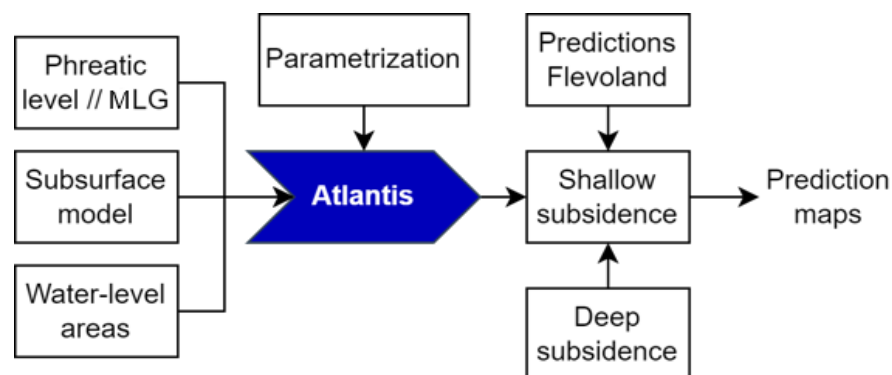 Phreatic
level // MLG
Parametrization
Predictions
Flevoland
Subsurface
model
Atlantis
Shallow
subsidence
Prediction
maps
Water-level
areas
Deep
subsidence